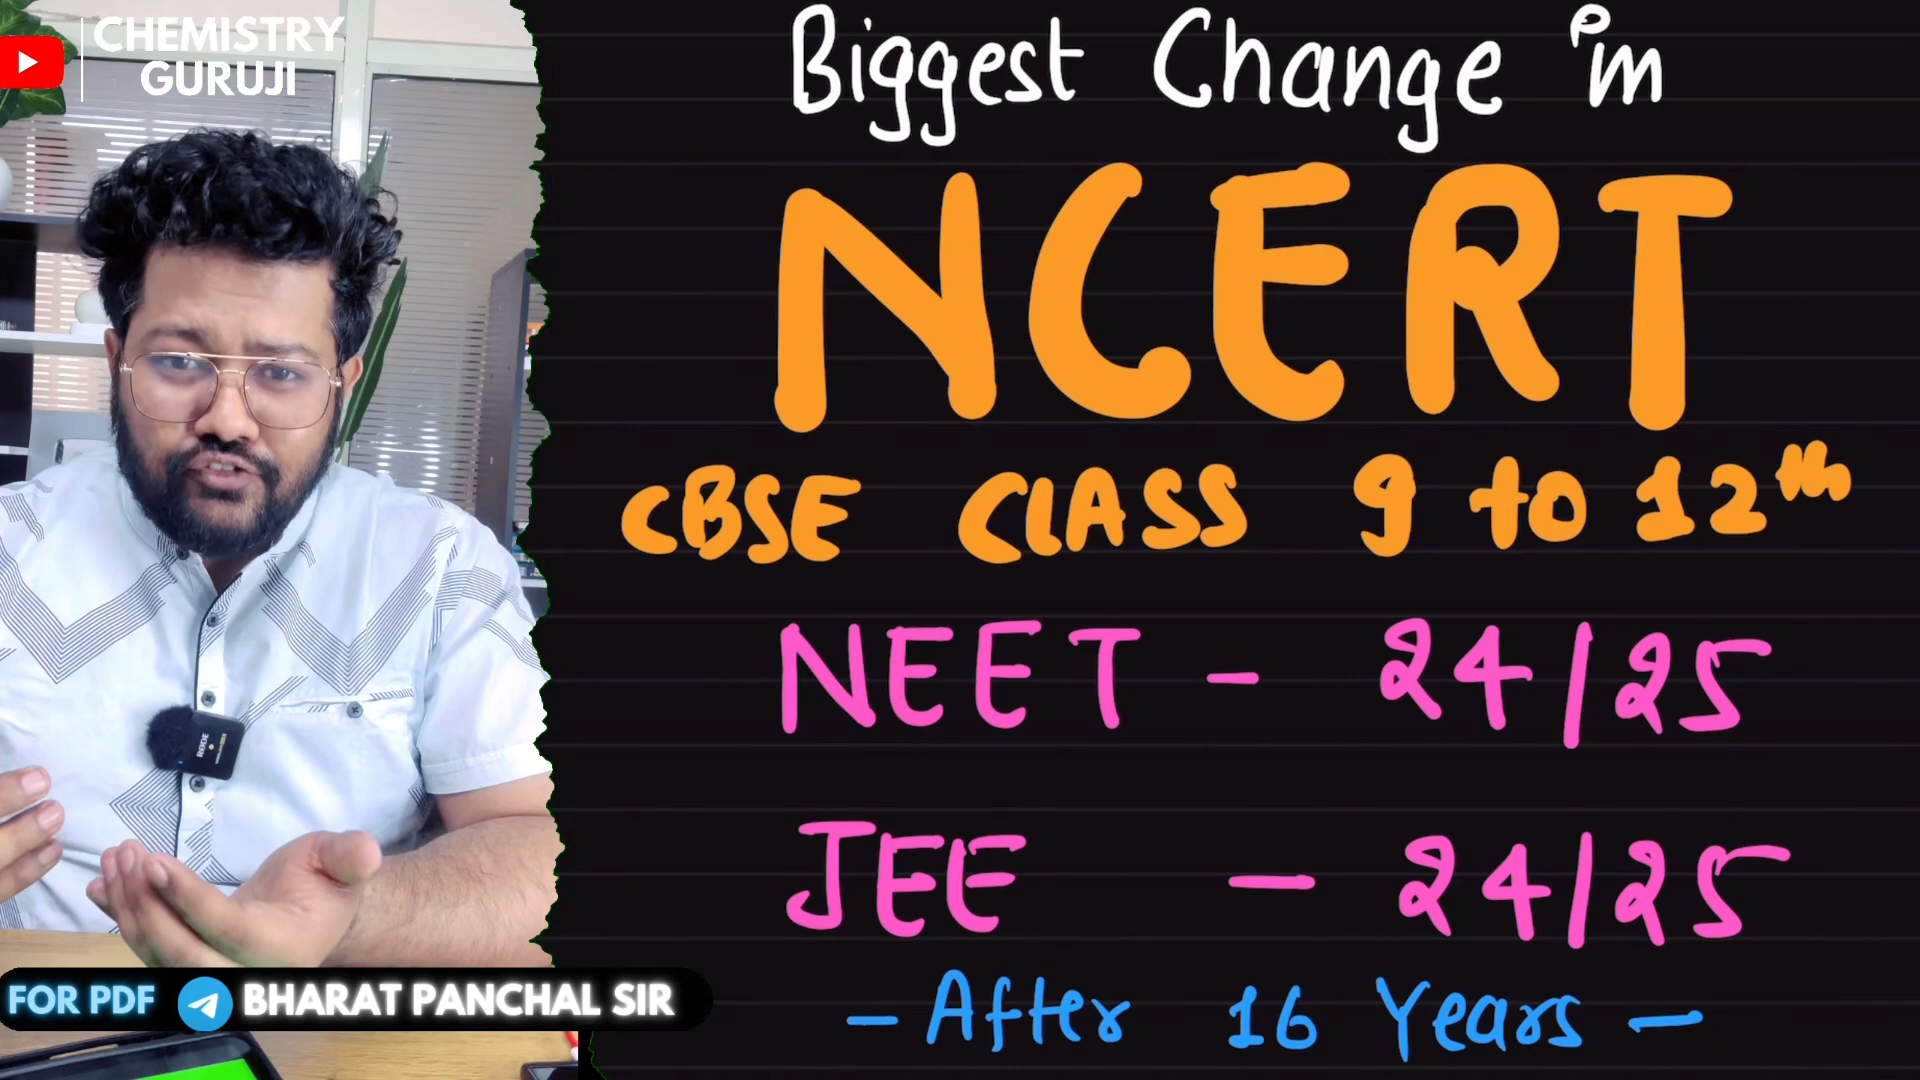 CHEMISTRY
GURUJI
Biggest Change in
NCERT
CBSE CLASS 9 to 12th
NEET - 24/25
JEE - 24/25
- After 16 Years -
RODE
FOR PDF BHARAT PANCHAL SIR